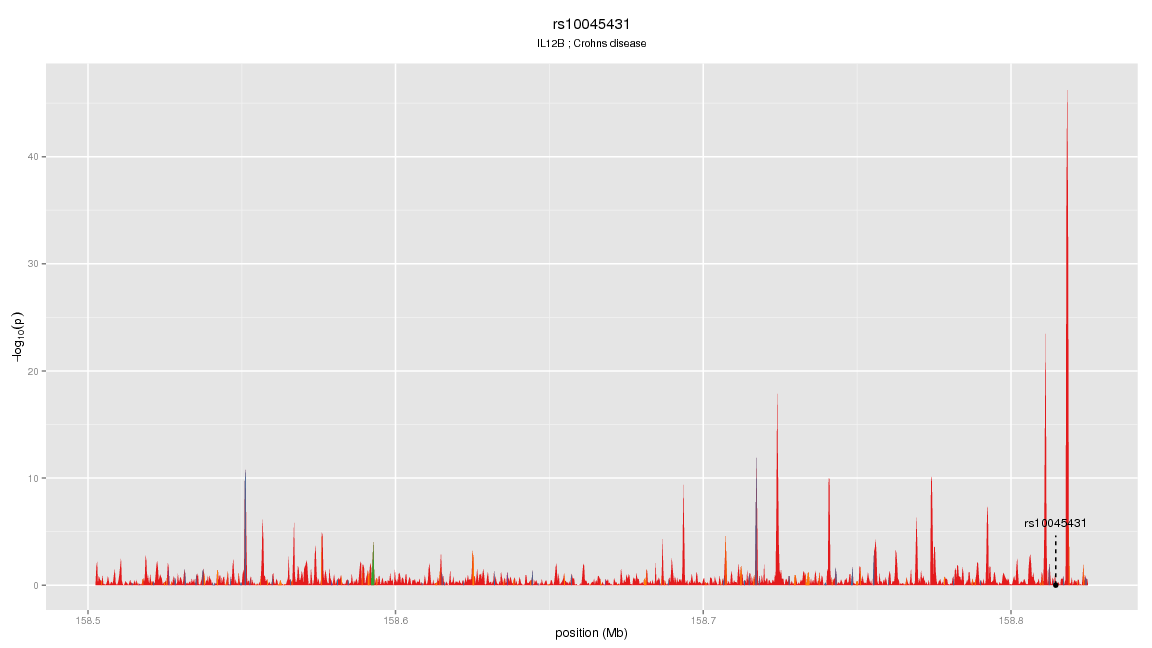 rs10045431
IL12B ; Crohns disease
−log10(p)
40
30
20
10
0
rs10045431
158.5 158.6 158.7 158.8
position (Mb)